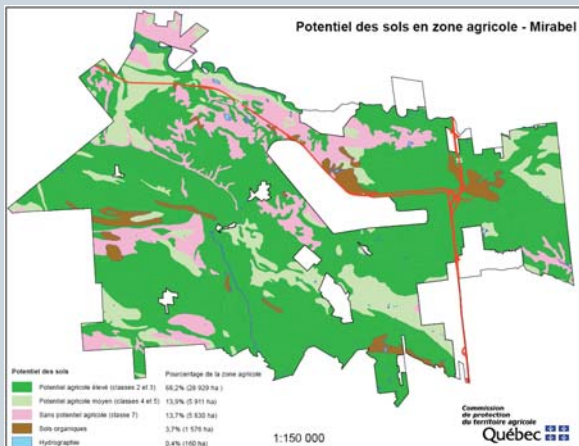 Potentiel des sols en zone agricole - Mirabel
Potentiel des sols Pourcentage de la zone agricole
Potentiel agricole élevé (classes 2 et 3) 68,2% (28 929 ha)
Potentiel agricole moyen (classes 4 et 5) 13,9% (5 911 ha)
Sans potentiel agricole (classe 7) 13,7% (5 830 ha)
Sols organiques 3,7% (1 576 ha)
Hydrographie 0,4% (160 ha)
1:150 000
Commission
de protection
du territoire agricole
Québec